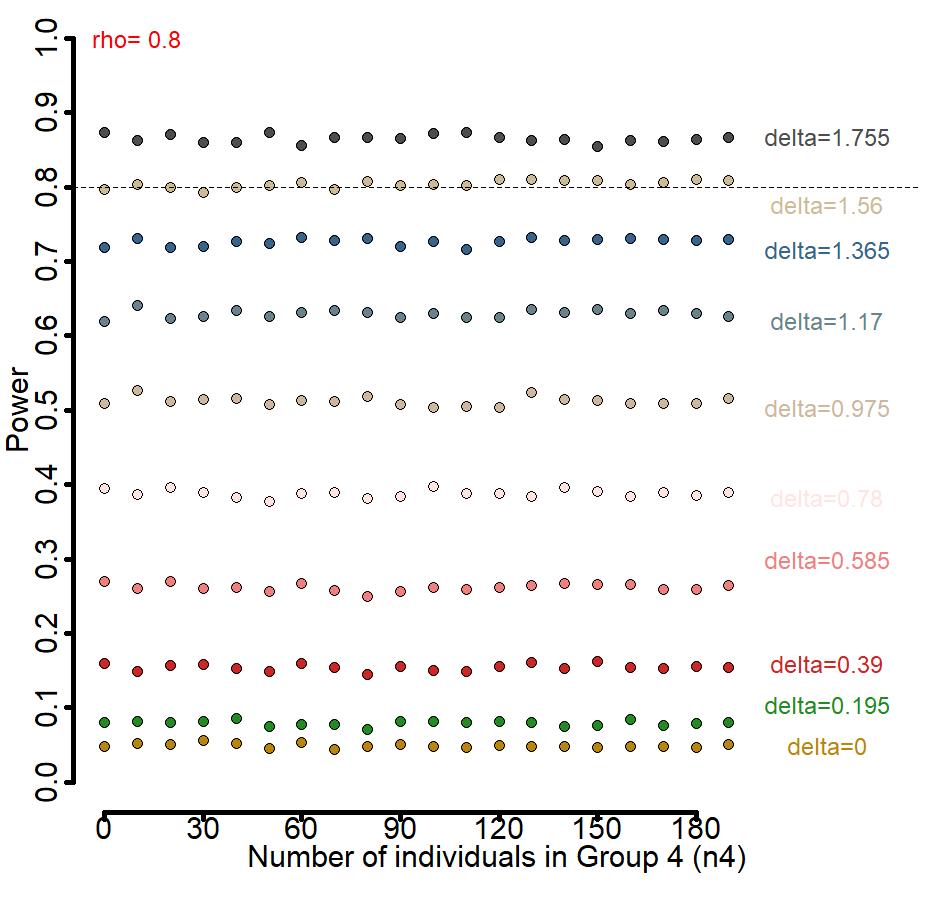 rho= 0.8
1.0
0.9
0.8
0.7
0.6
0.5
0.4
0.3
0.2
0.1
0.0
Power
delta=1.755
delta=1.56
delta=1.365
delta=1.17
delta=0.975
delta=0.78
delta=0.585
delta=0.39
delta=0.195
delta=0
0 30 60 90 120 150 180
Number of individuals in Group 4 (n4)